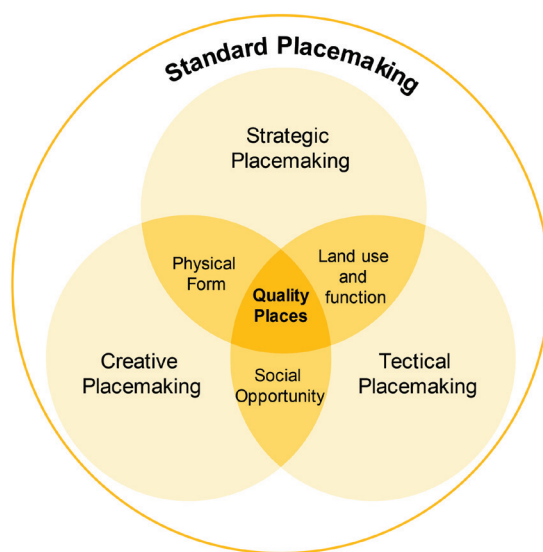 Standard Placemaking
Strategic
Placemaking
Physical
Form
Land use
and
function
Quality
Places
Creative
Placemaking
Social
Opportunity
Tectical
Placemaking